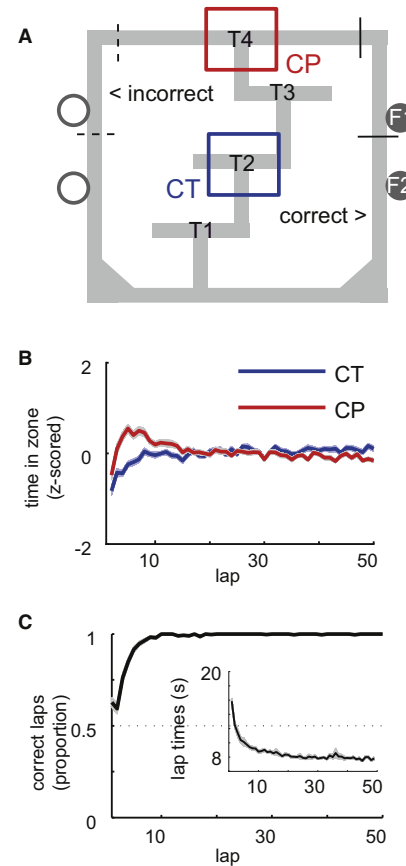 A
T4
CP
T3
< incorrect
F1
T2
CT
F2
correct >
T1
B
2
0
-2
time in zone
(z-scored)
CT
CP
10
30
50
lap
C
1
0.5
0
correct laps
(proportion)
20
8
lap times (s)
10
30
50
10
30
50
lap